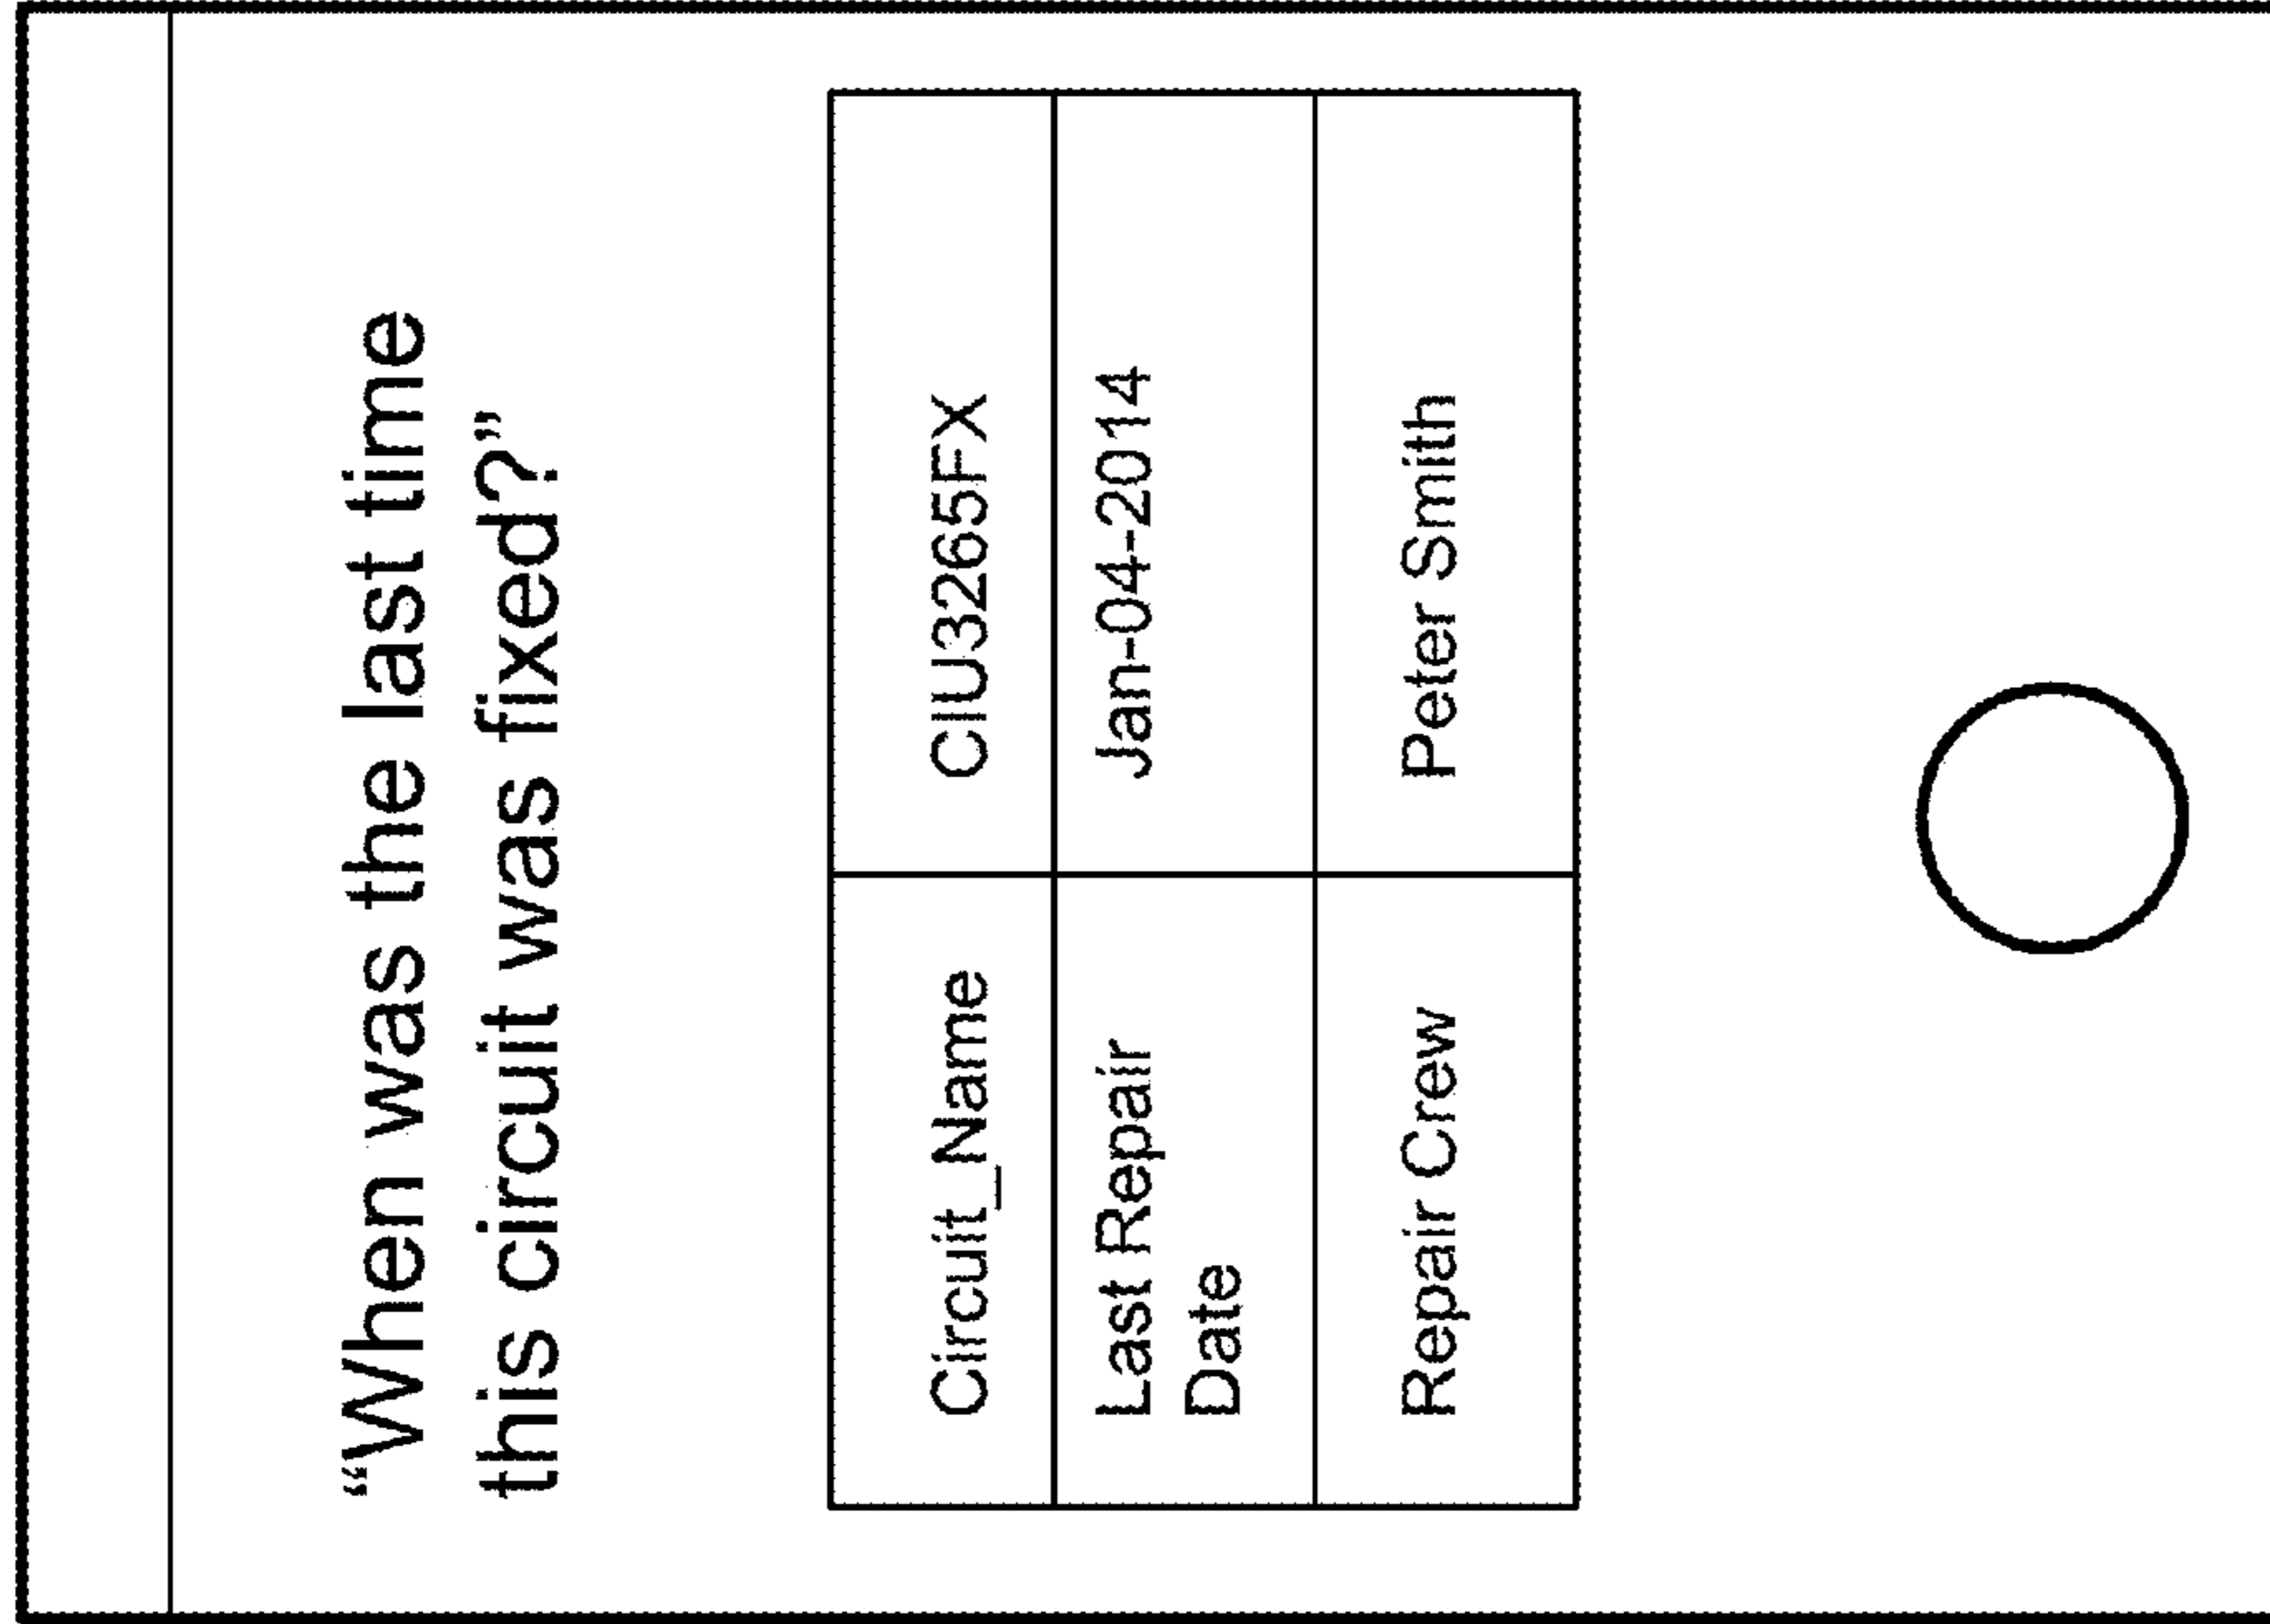 “When was the last time
this circuit was fixed?”
Circuit_Name CIU3265FX
Last Repair Jan-04-2014
Date
Repair Crew Peter Smith